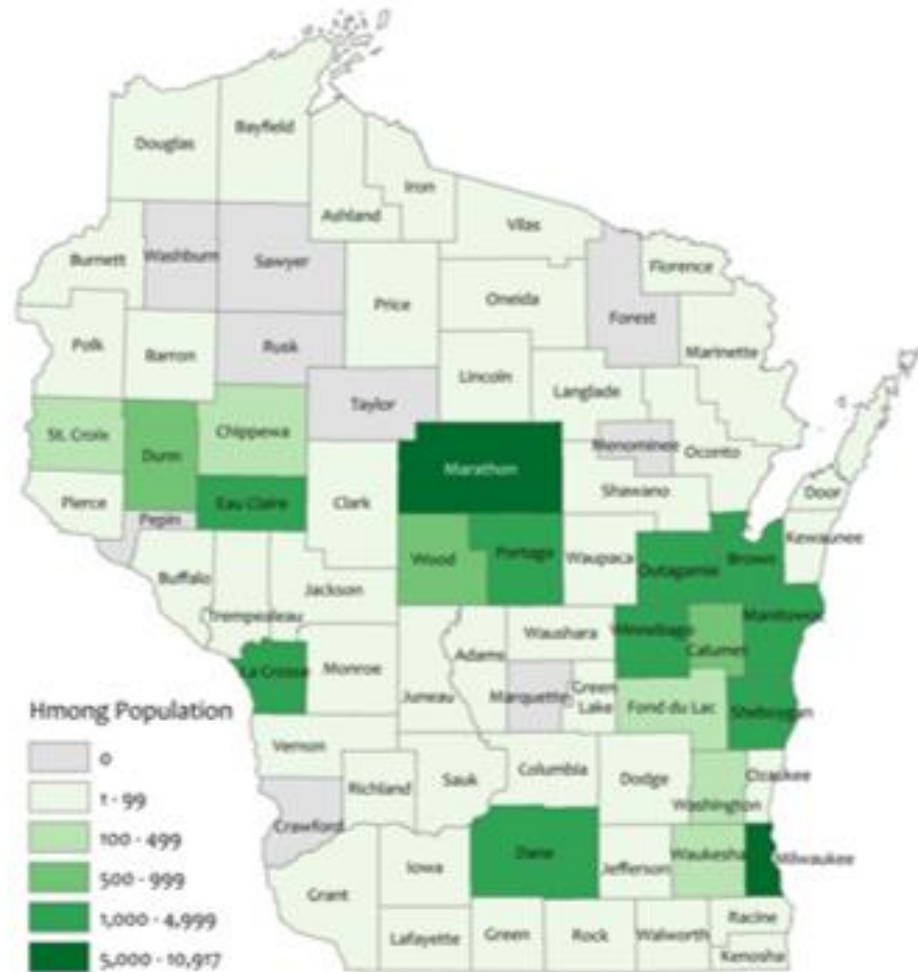 Douglas
Bayfield
Iron
Ashland
Vilas
Burnett
Washburn
Sawyer
Florence
Price
Oneida
Forest
Polk
Barron
Rusk
Marinette
Lincoln
Langlade
Taylor
St. Croix
Chippewa
Dunn
Menominee
Oconto
Marathon
Pierce
Eau Claire
Clark
Shawano
Door
Pepin
Wood
Portage
Waupaca
Outagamie
Brown
Kewaunee
Buffalo
Trempealeau
Jackson
Waushara
Winnebago
Calumet
Manitowoc
La Crosse
Monroe
Juneau
Adams
Marquette
Green
Lake
Fond du Lac
Sheboygan
Hmong Population
0
1 - 99
100 - 499
500 - 999
1,000 - 4,999
5,000 - 10,917
Vernon
Richland
Sauk
Columbia
Dodge
Washington
Ozaukee
Crawford
Iowa
Dane
Jefferson
Waukesha
Milwaukee
Grant
Lafayette
Green
Rock
Walworth
Racine
Kenosha